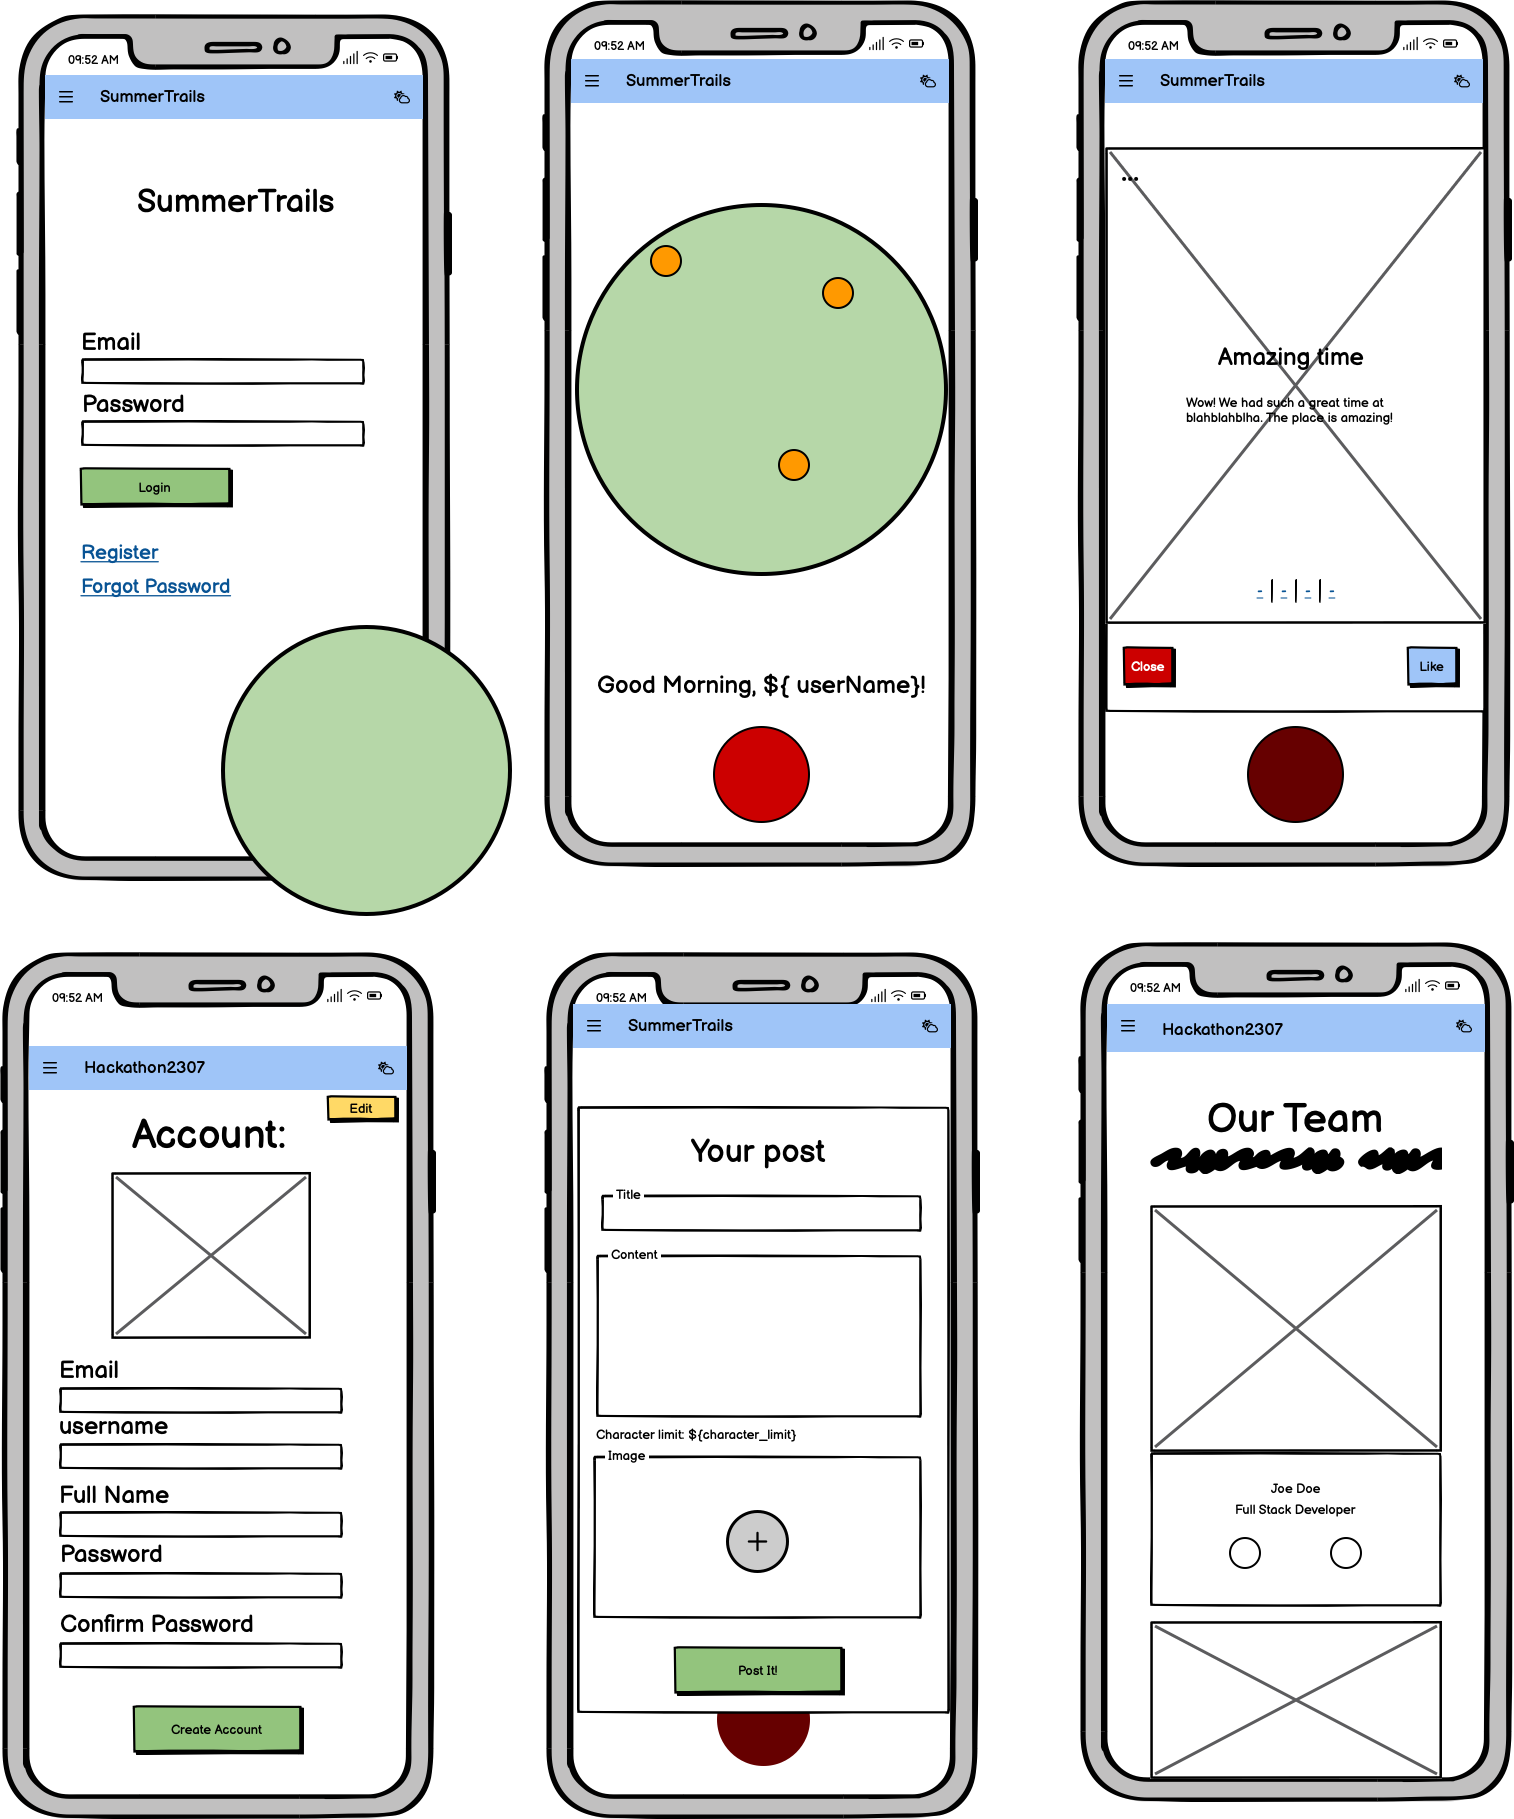 09:52 AM
SummerTrails
SummerTrails
Email
Password
Login
Register
Forgot Password
09:52 AM
SummerTrails
Good Morning, ${ userName}!
09:52 AM
SummerTrails
...
Amazing time
Wow! We had such a great time at
blahblahblha. The place is amazing!
- | - | - | -
Close
Like
09:52 AM
Hackathon2307
Edit
Account:
Email
username
Full Name
Password
Confirm Password
Create Account
09:52 AM
SummerTrails
Your post
Title
Content
Character limit: ${character_limit}
Image
+
Post It!
09:52 AM
Hackathon2307
Our Team
Joe Doe
Full Stack Developer